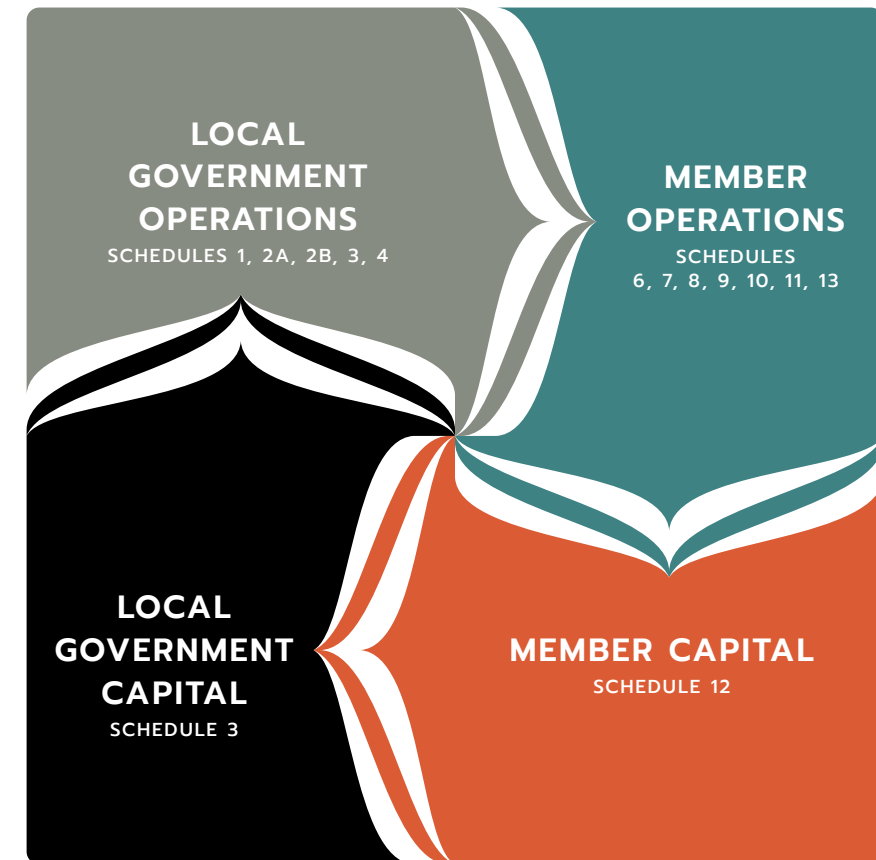 LOCAL
GOVERNMENT
OPERATIONS
SCHEDULES 1, 2A, 2B, 3, 4
MEMBER
OPERATIONS
SCHEDULES
6, 7, 8, 9, 10, 11, 13
LOCAL
GOVERNMENT
CAPITAL
SCHEDULE 3
MEMBER CAPITAL
SCHEDULE 12